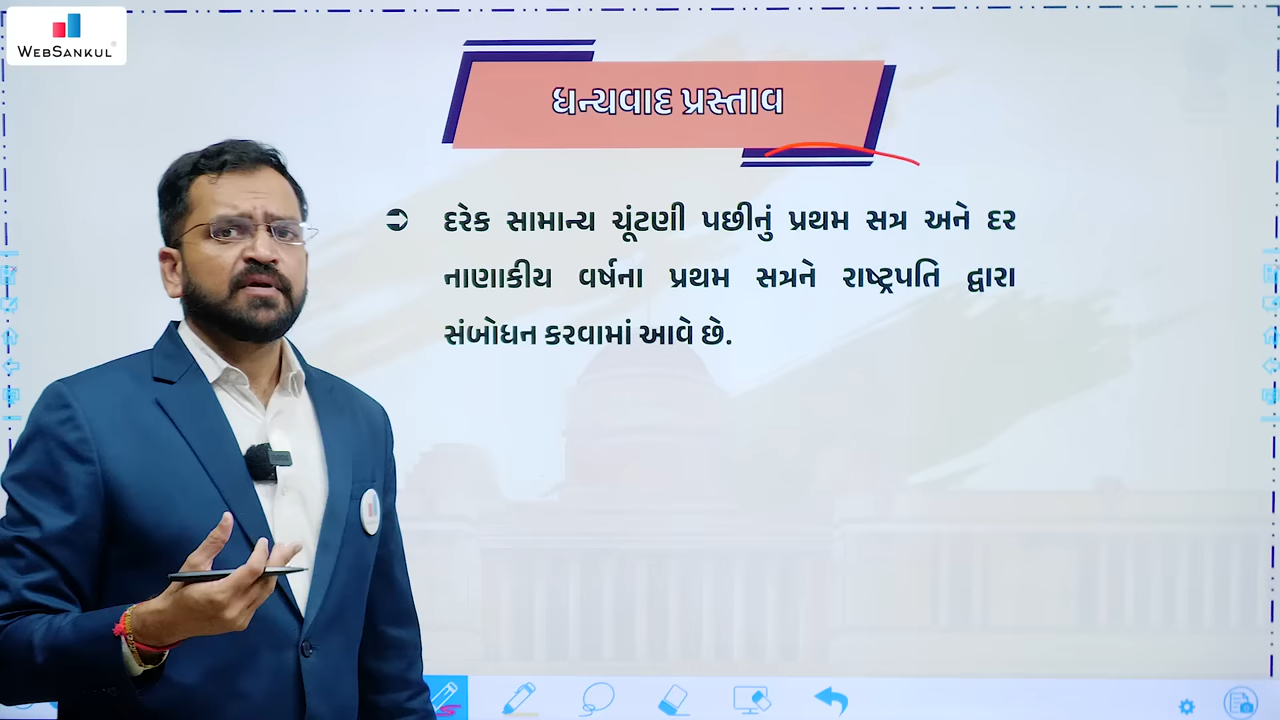 WEBSANKUL
ધન્યવાદ પ્રસ્તાવ
દરેક સામાન્ય ચૂંટણી પછીનું પ્રથમ સત્ર અને દર
નાણાકીય વર્ષના પ્રથમ સત્રને રાષ્ટ્રપતિ દ્વારા
સંબોધન કરવામાં આવે છે.